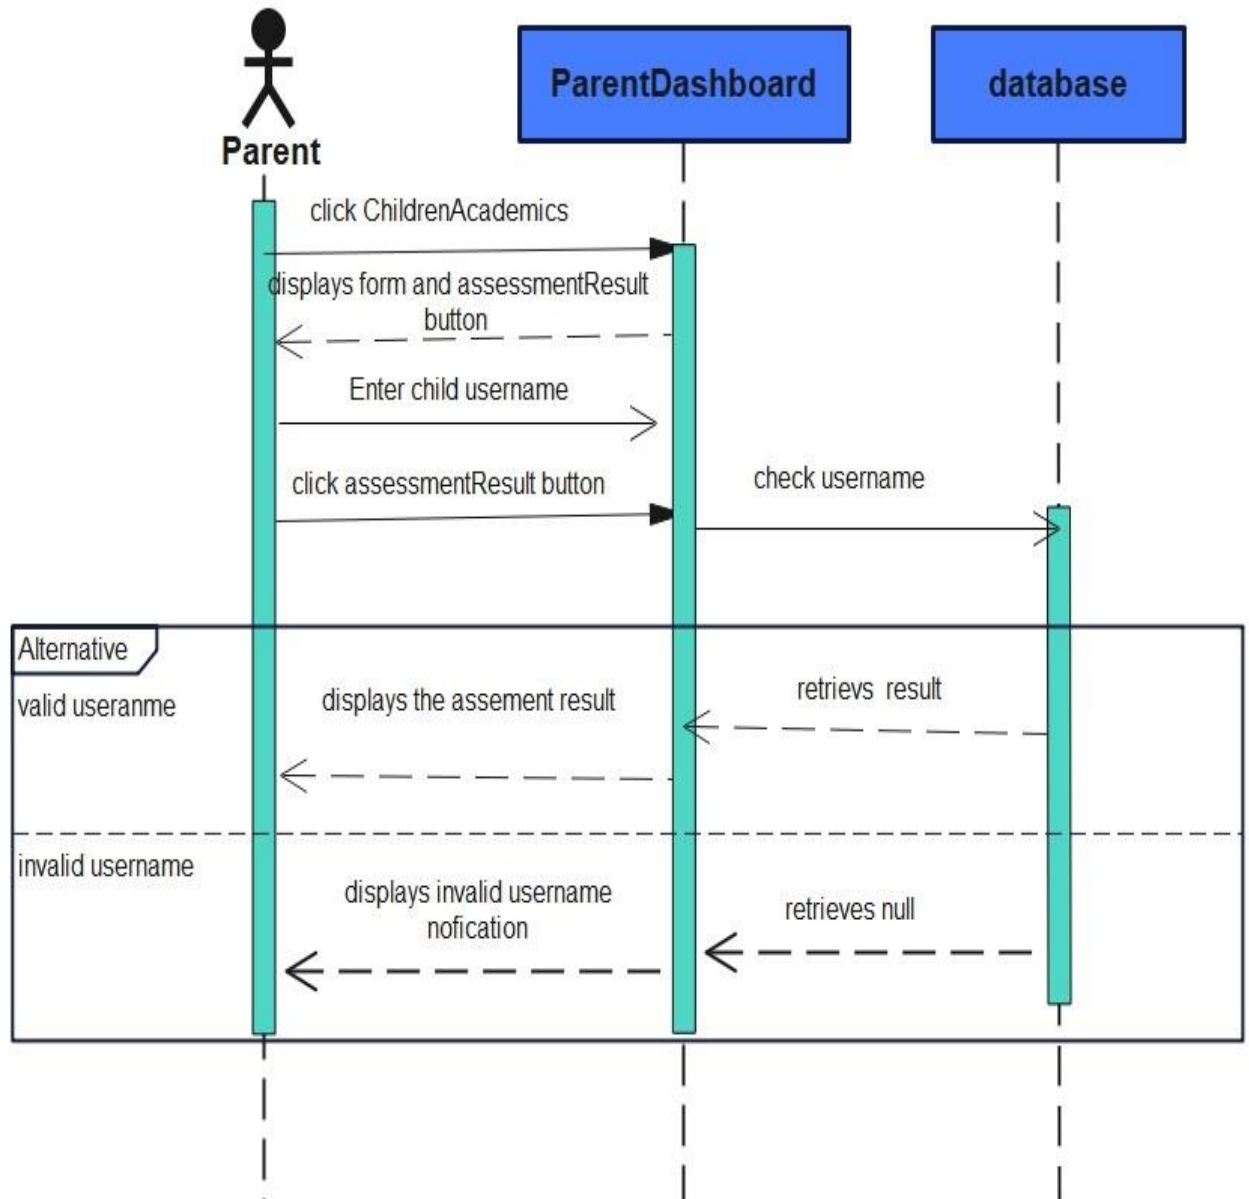 Parent
ParentDashboard
database
click ChildrenAcademics
displays form and assessmentResult
button
Enter child username
click assessmentResult button
check username
Alternative
valid useranme
displays the assement result
retrievs result
invalid username
displays invalid username
nofication
retrieves null